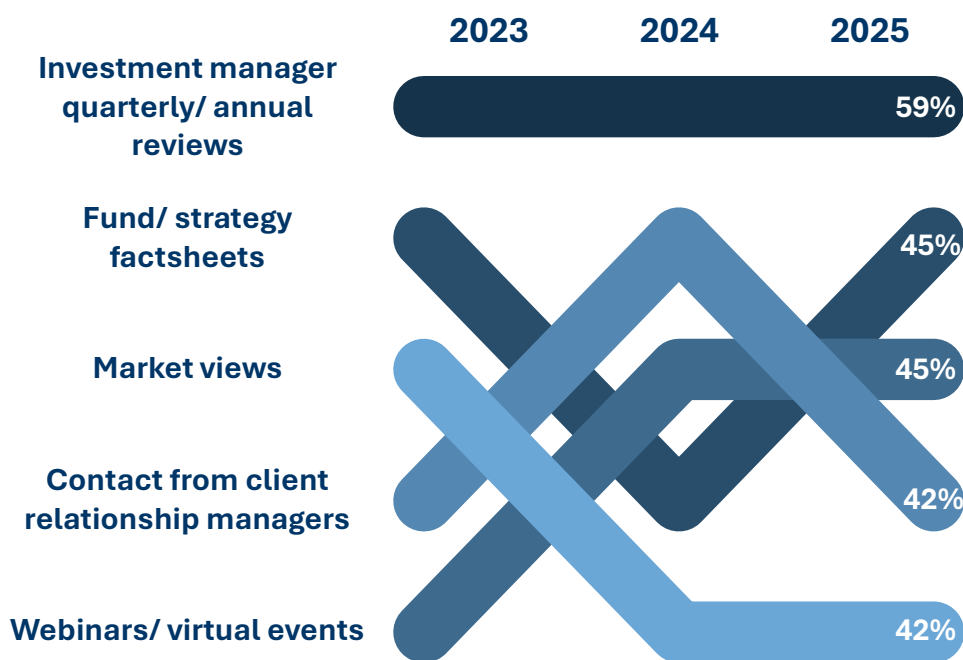 2023 2024 2025
Investment manager
quarterly/ annual
reviews
59%
Fund/ strategy
factsheets
45%
Market views
45%
Contact from client
relationship managers
42%
Webinars/ virtual events
42%